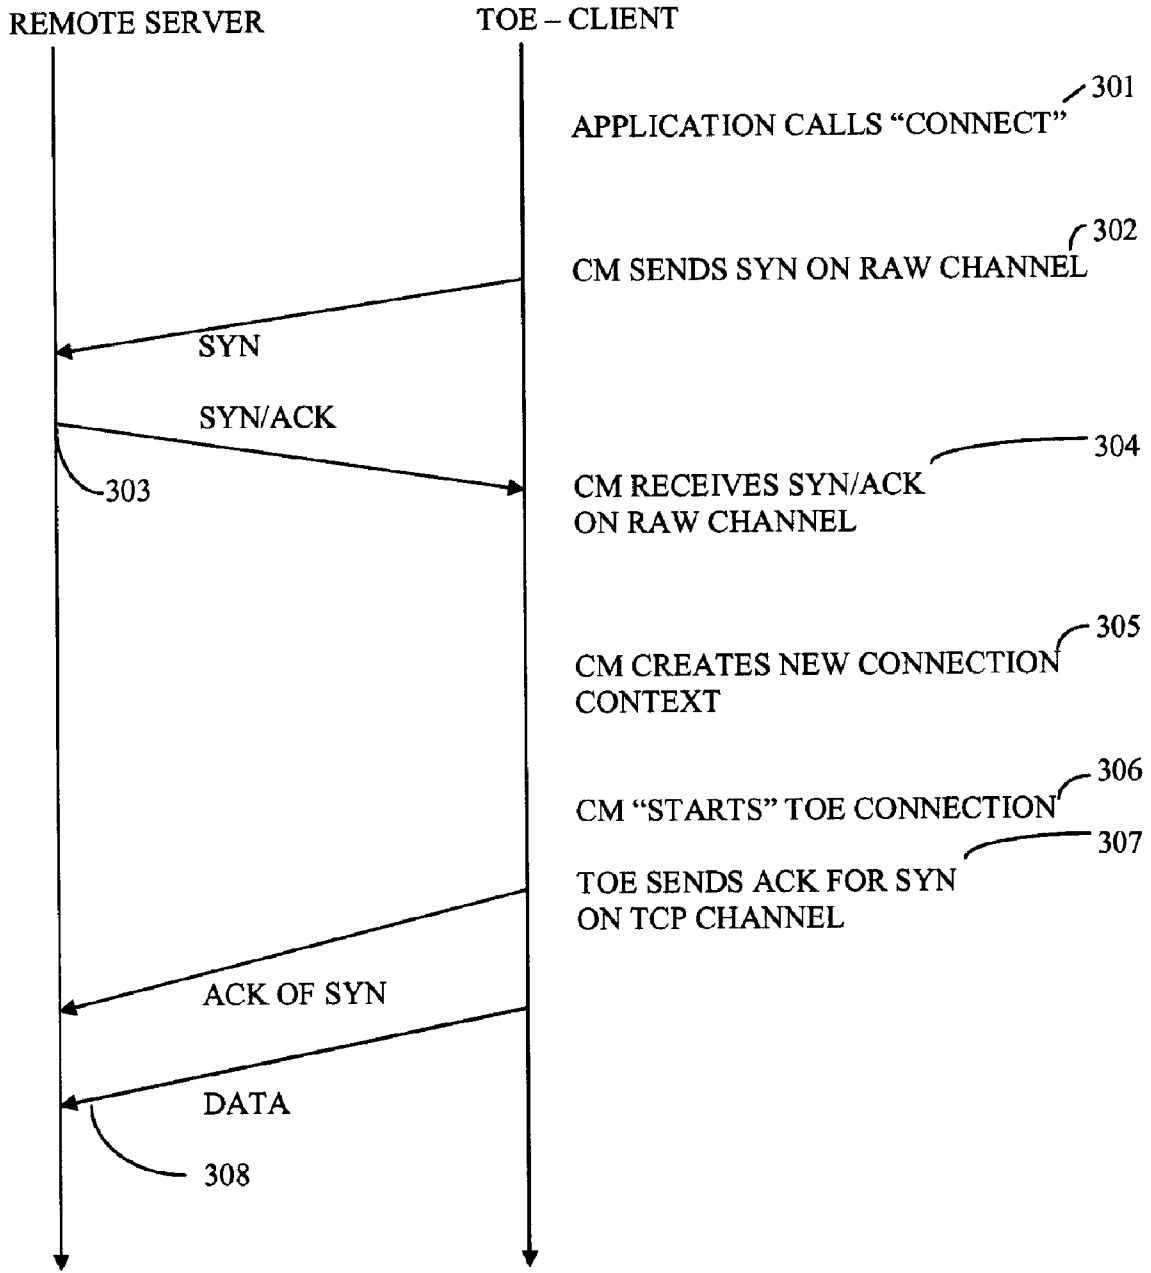 REMOTE SERVER
TOE – CLIENT
301
APPLICATION CALLS “CONNECT”
302
CM SENDS SYN ON RAW CHANNEL
SYN
SYN/ACK
303
304
CM RECEIVES SYN/ACK
ON RAW CHANNEL
305
CM CREATES NEW CONNECTION
CONTEXT
306
CM “STARTS” TOE CONNECTION
307
TOE SENDS ACK FOR SYN
ON TCP CHANNEL
ACK OF SYN
DATA
308